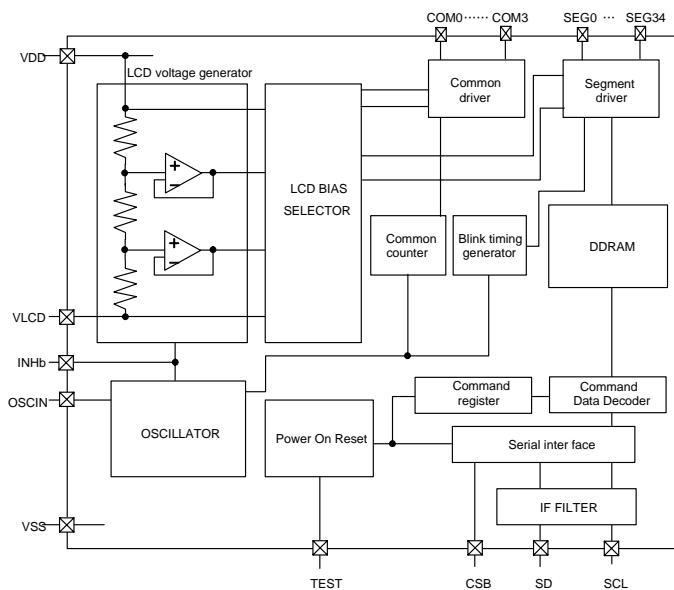 COM0 ······ COM3 SEG0 ··· SEG34
VDD
LCD voltage generator
Common
driver
Segment
driver
+
−
LCD BIAS
SELECTOR
+
−
Common
counter
Blink timing
generator
DDRAM
VLCD
INHb
OSCIN
OSCILLATOR
Power On Reset
Command
register
Command
Data Decoder
Serial inter face
IF FILTER
VSS
TEST CSB SD SCL